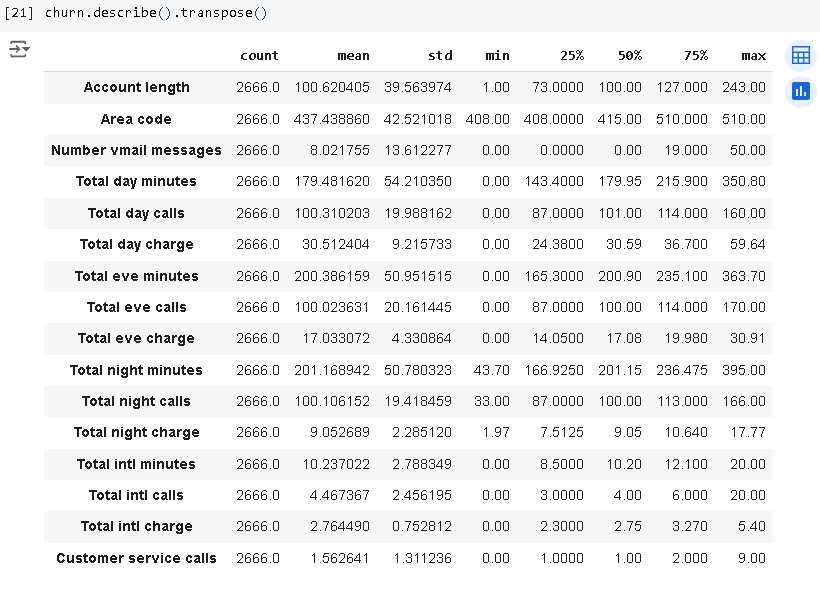 [21] churn.describe().transpose()
count mean std min 25% 50% 75% max
Account length 2666.0 100.620405 39.563974 1.00 73.0000 100.00 127.000 243.00
Area code 2666.0 437.438860 42.521018 408.00 408.0000 415.00 510.000 510.00
Number vmail messages 2666.0 8.021755 13.612277 0.00 0.0000 0.00 19.000 50.00
Total day minutes 2666.0 179.481620 54.210350 0.00 143.4000 179.95 215.900 350.80
Total day calls 2666.0 100.310203 19.988162 0.00 87.0000 101.00 114.000 160.00
Total day charge 2666.0 30.512404 9.215733 0.00 24.3800 30.59 36.700 59.64
Total eve minutes 2666.0 200.386159 50.951515 0.00 165.3000 200.90 235.100 363.70
Total eve calls 2666.0 100.023631 20.161445 0.00 87.0000 100.00 114.000 170.00
Total eve charge 2666.0 17.033072 4.330864 0.00 14.0500 17.08 19.980 30.91
Total night minutes 2666.0 201.168942 50.780323 43.70 166.9250 201.15 236.475 395.00
Total night calls 2666.0 100.106152 19.418459 33.00 87.0000 100.00 113.000 166.00
Total night charge 2666.0 9.052689 2.285120 1.97 7.5125 9.05 10.640 17.77
Total intl minutes 2666.0 10.237022 2.788349 0.00 8.5000 10.20 12.100 20.00
Total intl calls 2666.0 4.467367 2.456195 0.00 3.0000 4.00 6.000 20.00
Total intl charge 2666.0 2.764490 0.752812 0.00 2.3000 2.75 3.270 5.40
Customer service calls 2666.0 1.562641 1.311236 0.00 1.0000 1.00 2.000 9.00